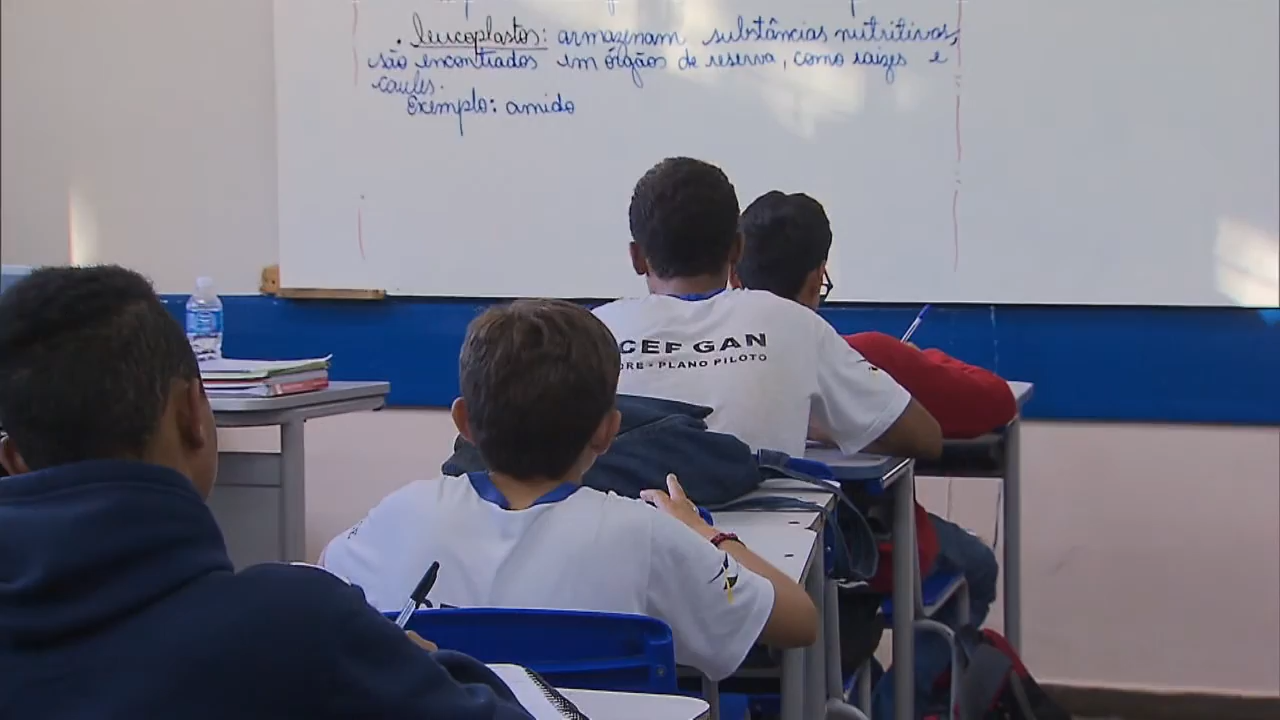 • leucoplastos: armazenam substâncias nutritivas,
são encontrados em órgãos de reserva, como raízes e
caules.
Exemplo: amido
CEF GAN
CRE - PLANO PILOTO